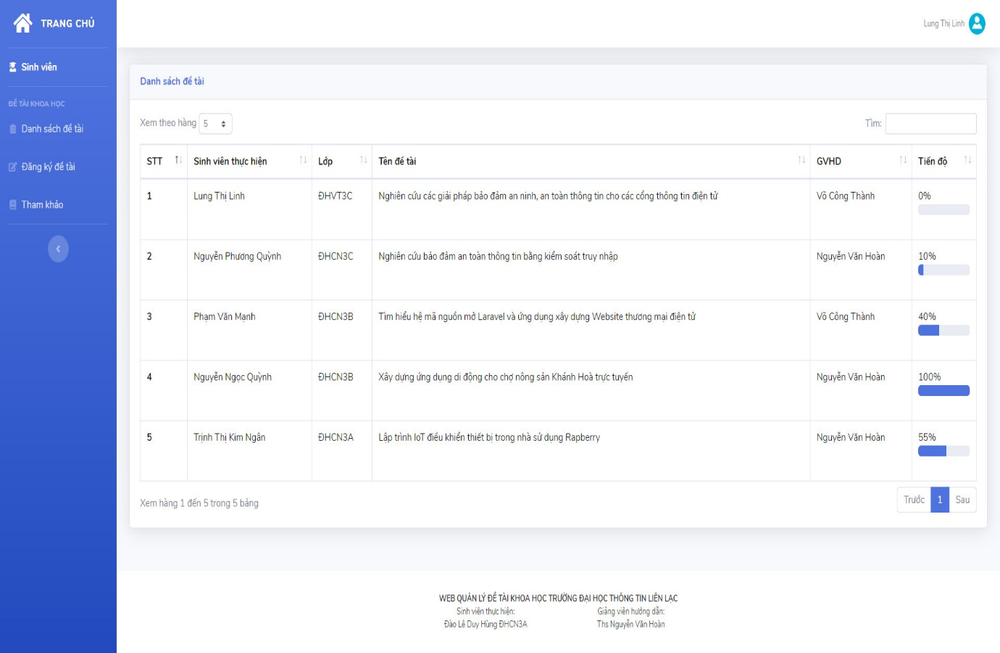 TRANG CHỦ
Lung Thị Linh
Sinh viên
ĐỀ TÀI KHOA HỌC
Danh sách đề tài
Đăng ký đề tài
Tham khảo
Danh sách đề tài
Xem theo hàng 5
Tìm:
STT Sinh viên thực hiện Lớp Tên đề tài GVHD Tiến độ
1 Lung Thị Linh ĐHVT3C Nghiên cứu các giải pháp bảo đảm an ninh, an toàn thông tin cho các cổng thông tin điện tử Võ Công Thành 0%
2 Nguyễn Phương Quỳnh ĐHCN3C Nghiên cứu bảo đảm an toàn thông tin bằng kiểm soát truy nhập Nguyễn Văn Hoàn 10%
3 Phạm Văn Mạnh ĐHCN3B Tìm hiểu hệ mã nguồn mở Laravel và ứng dụng xây dựng Website thương mại điện tử Võ Công Thành 40%
4 Nguyễn Ngọc Quỳnh ĐHCN3B Xây dựng ứng dụng di động cho chợ nông sản Khánh Hoà trực tuyến Nguyễn Văn Hoàn 100%
5 Trịnh Thị Kim Ngân ĐHCN3A Lập trình IoT điều khiển thiết bị trong nhà sử dụng Rapberry Nguyễn Văn Hoàn 55%
Xem hàng 1 đến 5 trong 5 bảng
Trước 1 Sau
WEB QUẢN LÝ ĐỀ TÀI KHOA HỌC TRƯỜNG ĐẠI HỌC THÔNG TIN LIÊN LẠC
Sinh viên thực hiện: Giảng viên hướng dẫn:
Đào Lê Duy Hùng ĐHCN3A Ths Nguyễn Văn Hoàn